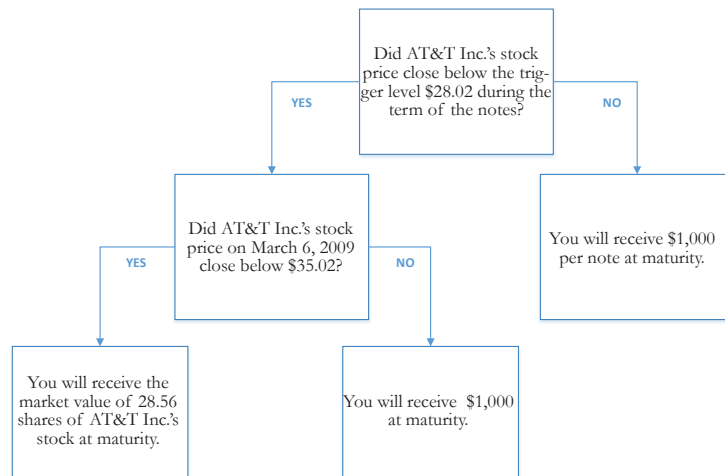 Did AT&T Inc.'s stock
price close below the trig-
ger level $28.02 during the
term of the notes?
YES
NO
Did AT&T Inc.'s stock
price on March 6, 2009
close below $35.02?
You will receive $1,000
per note at maturity.
YES
NO
You will receive the
market value of 28.56
shares of AT&T Inc.'s
stock at maturity.
You will receive $1,000
at maturity.